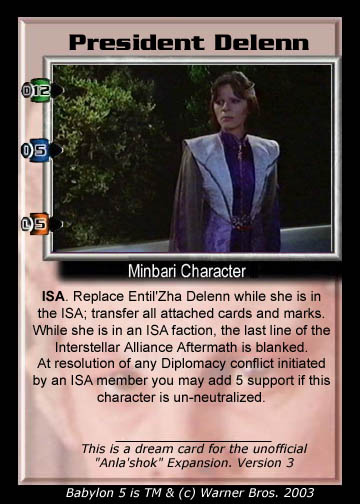 President Delenn
D12
D 5
L 5
Minbari Character
ISA. Replace Entil'Zha Delenn while she is in
the ISA; transfer all attached cards and marks.
While she is in an ISA faction, the last line of the
Interstellar Alliance Aftermath is blanked.
At resolution of any Diplomacy conflict initiated
by an ISA member you may add 5 support if this
character is un-neutralized.
This is a dream card for the unofficial
"Anla'shok" Expansion. Version 3
Babylon 5 is TM & (c) Warner Bros. 2003